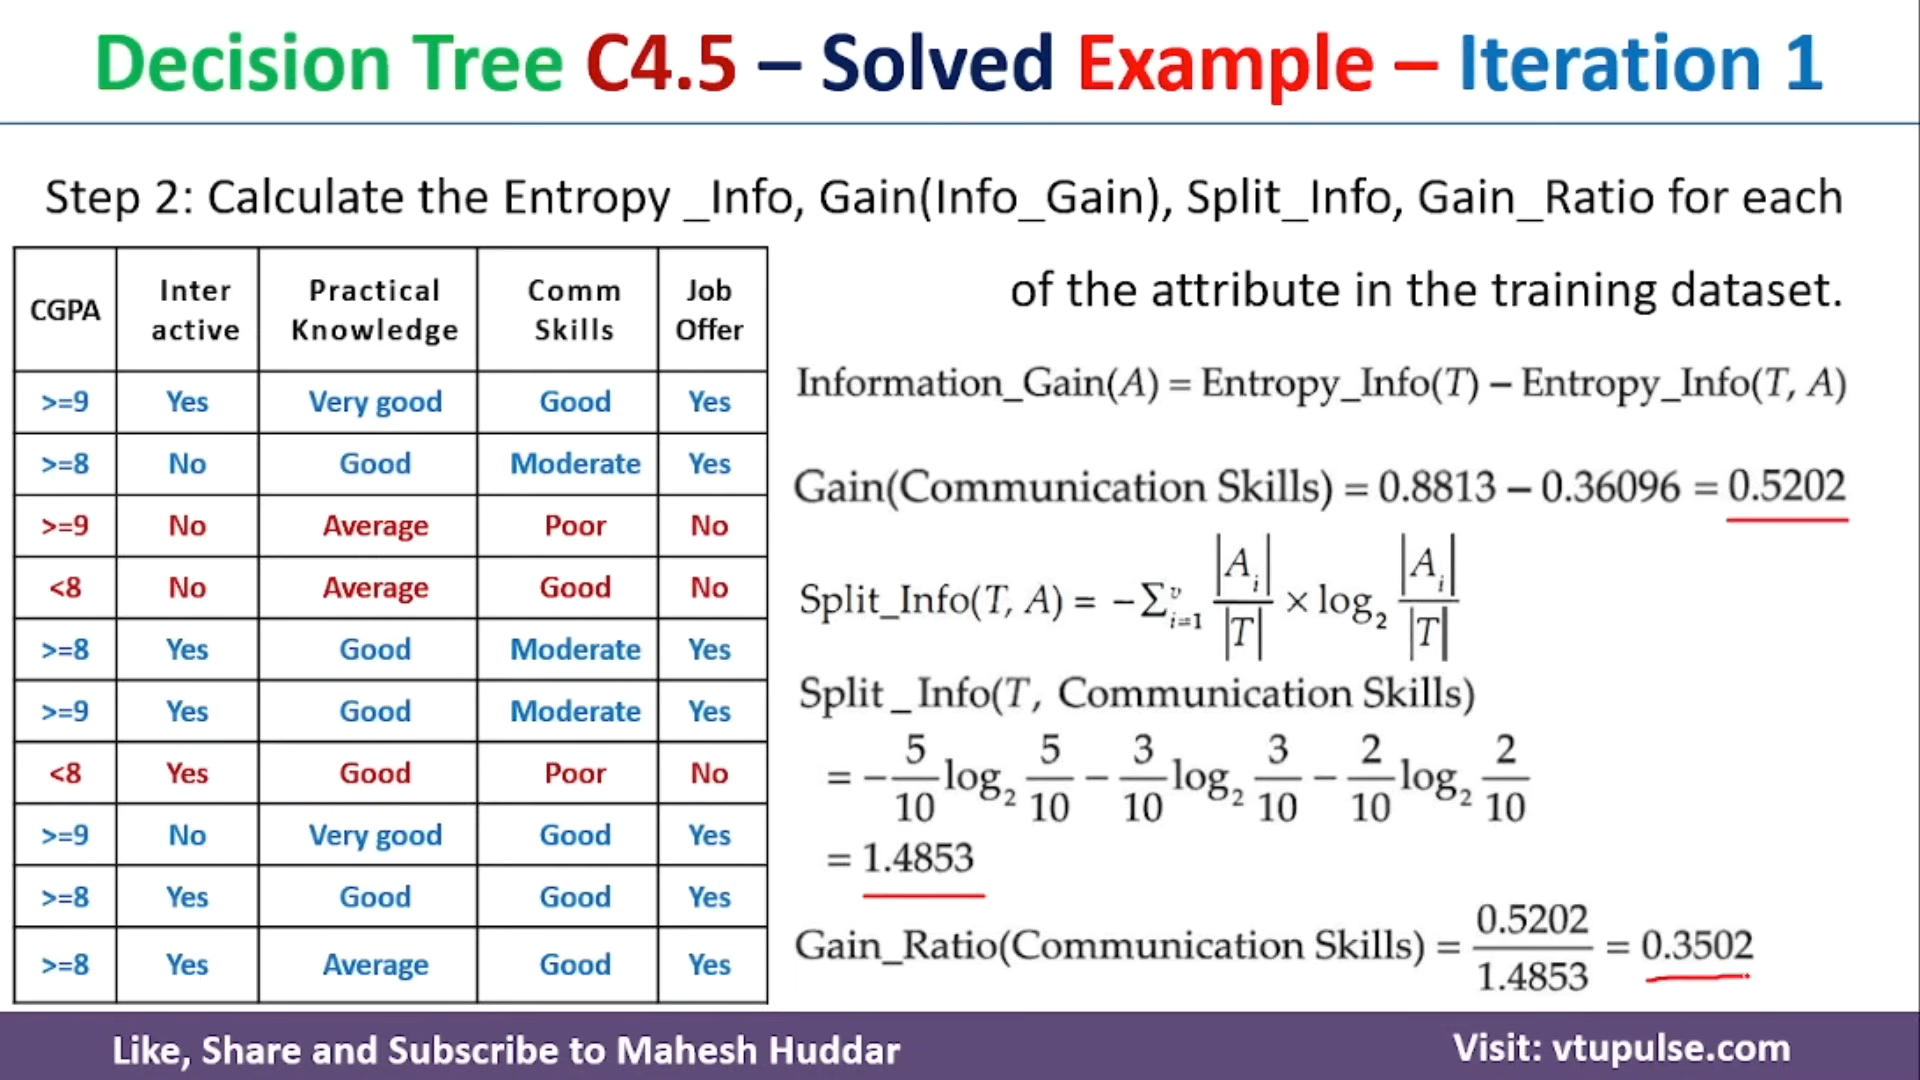 Decision Tree C4.5 – Solved Example – Iteration 1
Step 2: Calculate the Entropy _Info, Gain(Info_Gain), Split_Info, Gain_Ratio for each
of the attribute in the training dataset.
CGPA | Inter active | Practical Knowledge | Comm Skills | Job Offer
>=9 | Yes | Very good | Good | Yes
>=8 | No | Good | Moderate | Yes
>=9 | No | Average | Poor | No
<8 | No | Average | Good | No
>=8 | Yes | Good | Moderate | Yes
>=9 | Yes | Good | Moderate | Yes
<8 | Yes | Good | Poor | No
>=9 | No | Very good | Good | Yes
>=8 | Yes | Good | Good | Yes
>=8 | Yes | Average | Good | Yes
Information_Gain(A) = Entropy_Info(T) − Entropy_Info(T, A)
Gain(Communication Skills) = 0.8813 − 0.36096 = 0.5202
Split_Info(T, A) = −Σᵛᵢ₌₁ |Aᵢ|/|T| × log₂ |Aᵢ|/|T|
Split_Info(T, Communication Skills)
= −5/10 log₂ 5/10 − 3/10 log₂ 3/10 − 2/10 log₂ 2/10
= 1.4853
Gain_Ratio(Communication Skills) = 0.5202/1.4853 = 0.3502
Like, Share and Subscribe to Mahesh Huddar
Visit: vtupulse.com